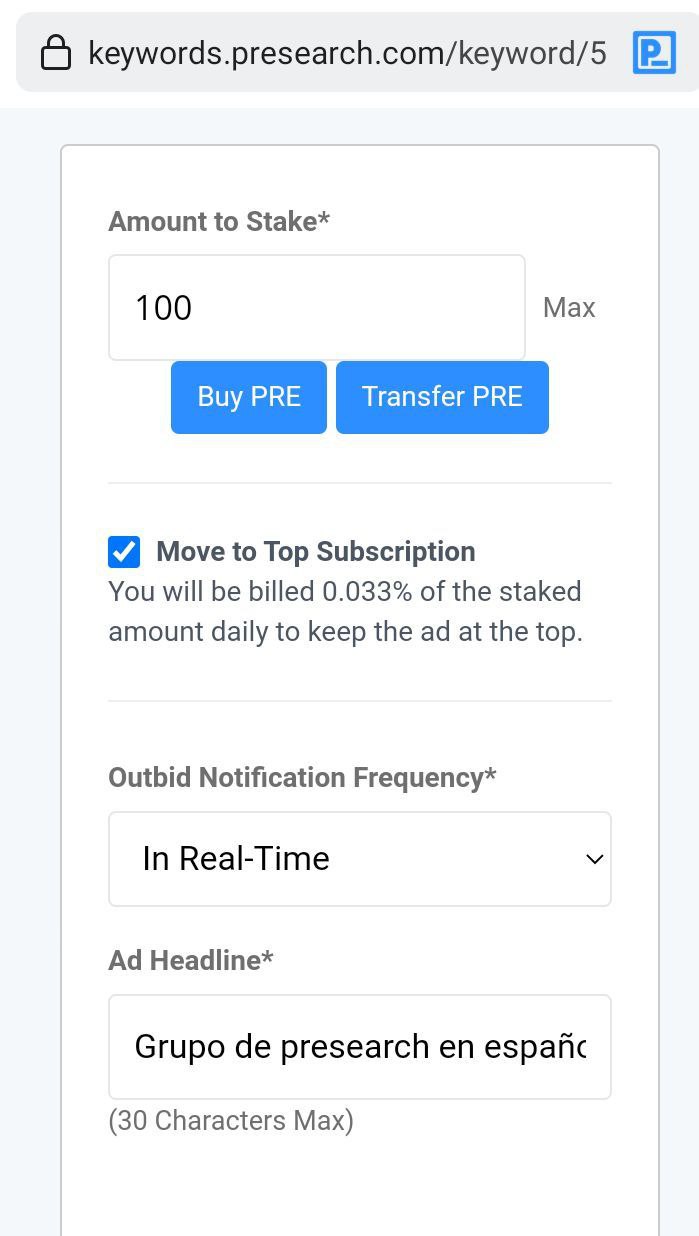 keywords.presearch.com/keyword/5
Amount to Stake*
100
Max
Buy PRE Transfer PRE
Move to Top Subscription
You will be billed 0.033% of the staked
amount daily to keep the ad at the top.
Outbid Notification Frequency*
In Real-Time
Ad Headline*
Grupo de presearch en españo
(30 Characters Max)